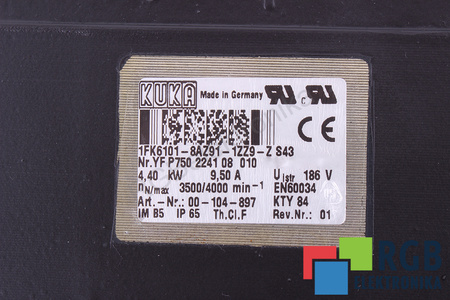 KUKA Made in Germany
1FK6101-8AZ91-1ZZ9-Z S43
Nr.YF P750 2241 08 010
4,40 kW 9,50 A UIstr 186 V
nN/max 3500/4000 min-1 EN60034
Art.-Nr.: 00-104-897 KTY 84
IM B5 IP 65 Th.Cl.F Rev.Nr.: 01
RGB
ELEKTRONIKA